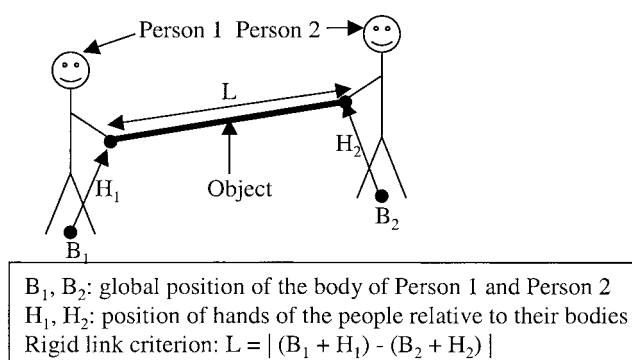 Person 1 Person 2
L
H₁
H₂
Object
B₁
B₂
B₁, B₂: global position of the body of Person 1 and Person 2
H₁, H₂: position of hands of the people relative to their bodies
Rigid link criterion: L = | (B₁ + H₁) - (B₂ + H₂) |